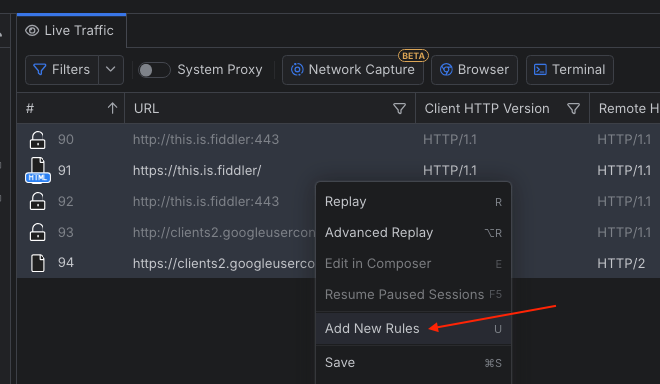 Live Traffic
Filters System Proxy Network Capture BETA Browser Terminal
# URL Client HTTP Version Remote H
90 http://this.is.fiddler:443 HTTP/1.1 HTTP/1.1
91 https://this.is.fiddler/ HTTP/1.1 HTTP/1.1
HTML
92 http://this.is.fiddler:443 HTTP/1.1
93 http://clients2.googleusercon HTTP/1.1
94 https://clients2.googleusercon HTTP/2
Replay R
Advanced Replay ⌥R
Edit in Composer E
Resume Paused Sessions F5
Add New Rules U
Save ⌘S